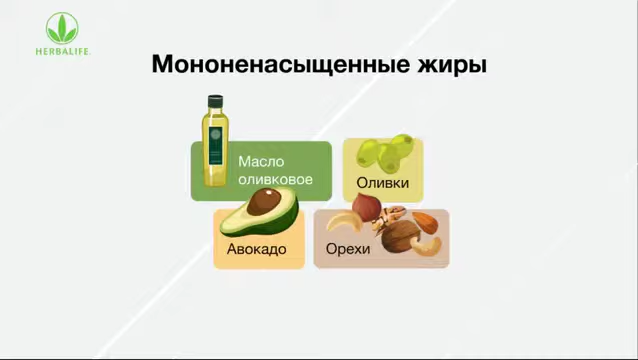 HERBALIFE.
Мононенасыщенные жиры
Масло
оливковое
Оливки
Авокадо
Орехи